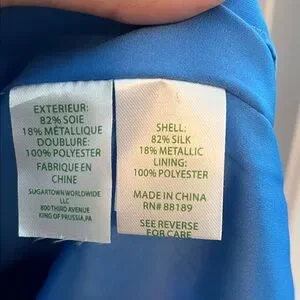 EXTERIEUR:
82% SOIE
18% MÉTALLIQUE
DOUBLURE:
100% POLYESTER
FABRIQUE EN
CHINE
SUGARTOWN WORLDWIDE
LLC
800 THIRD AVENUE
KING OF PRUSSIA, PA
SHELL:
82% SILK
18% METALLIC
LINING:
100% POLYESTER
MADE IN CHINA
RN# 88189
SEE REVERSE
FOR CARE